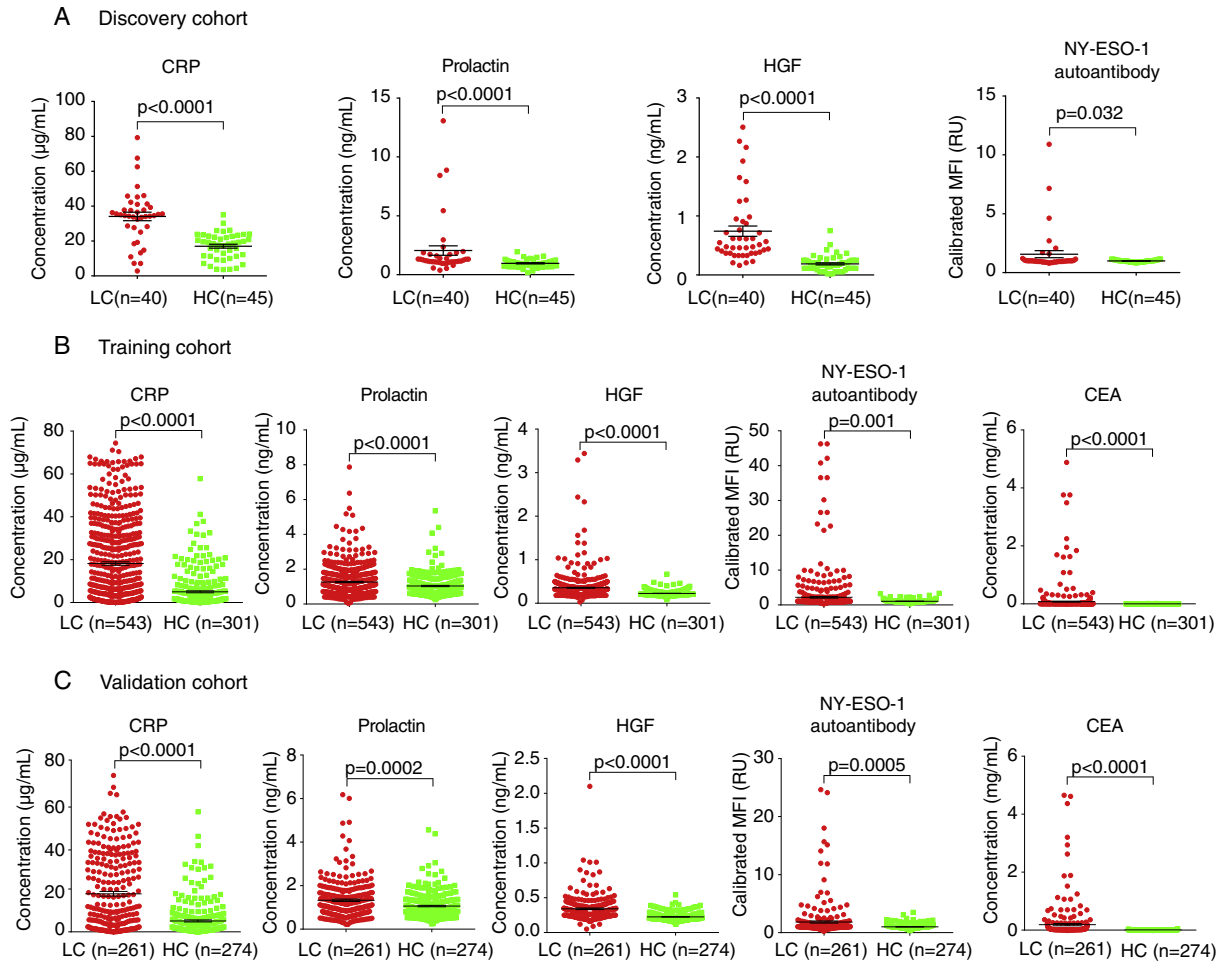 A Discovery cohort
CRP
p<0.0001
Concentration (µg/mL)
100
80
60
40
20
0
LC(n=40) HC(n=45)
Prolactin
p<0.0001
Concentration (ng/mL)
15
10
5
0
LC(n=40) HC(n=45)
HGF
p<0.0001
Concentration (ng/mL)
3
2
1
0
LC(n=40) HC(n=45)
NY-ESO-1
autoantibody
p=0.032
Calibrated MFI (RU)
15
10
5
0
LC(n=40) HC(n=45)
B Training cohort
CRP
p<0.0001
Concentration (µg/mL)
80
60
40
20
0
LC (n=543) HC (n=301)
Prolactin
p<0.0001
Concentration (ng/mL)
10
8
6
4
2
0
LC (n=543) HC (n=301)
HGF
p<0.0001
Concentration (ng/mL)
4
3
2
1
0
LC (n=543) HC (n=301)
NY-ESO-1
autoantibody
p=0.001
Calibrated MFI (RU)
50
40
30
20
10
0
LC (n=543) HC (n=301)
CEA
p<0.0001
Concentration (mg/mL)
6
4
2
0
LC (n=543) HC (n=301)
C Validation cohort
CRP
p<0.0001
Concentration (µg/mL)
80
60
40
20
0
LC (n=261) HC (n=274)
Prolactin
p=0.0002
Concentration (ng/mL)
8
6
4
2
0
LC (n=261) HC (n=274)
HGF
p<0.0001
Concentration (ng/mL)
2.5
2.0
1.5
1.0
0.5
0.0
LC (n=261) HC (n=274)
NY-ESO-1
autoantibody
p=0.0005
Calibrated MFI (RU)
30
20
10
0
LC (n=261) HC (n=274)
CEA
p<0.0001
Concentration (mg/mL)
6
4
2
0
LC (n=261) HC (n=274)